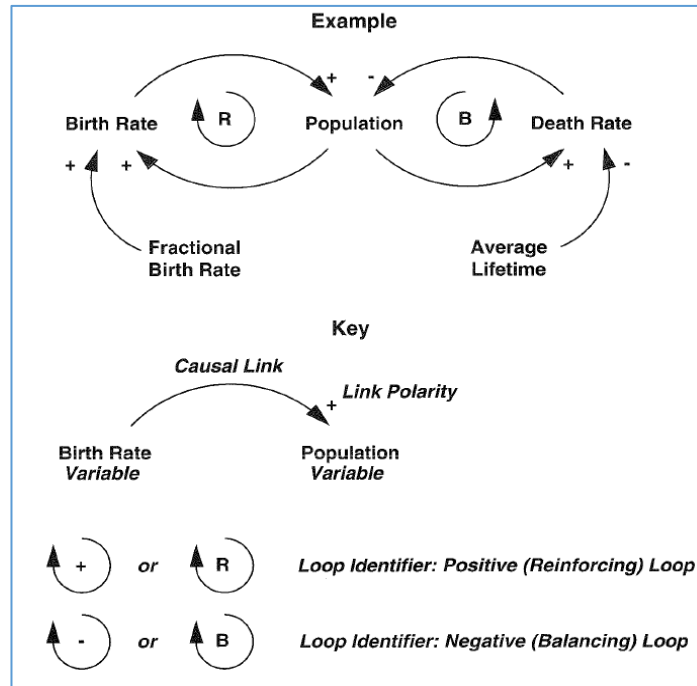 Example
+ -
Birth Rate R Population B Death Rate
+ + + -
Fractional
Birth Rate
Average
Lifetime
Key
Causal Link
+ Link Polarity
Birth Rate
Variable
Population
Variable
+ or R Loop Identifier: Positive (Reinforcing) Loop
- or B Loop Identifier: Negative (Balancing) Loop